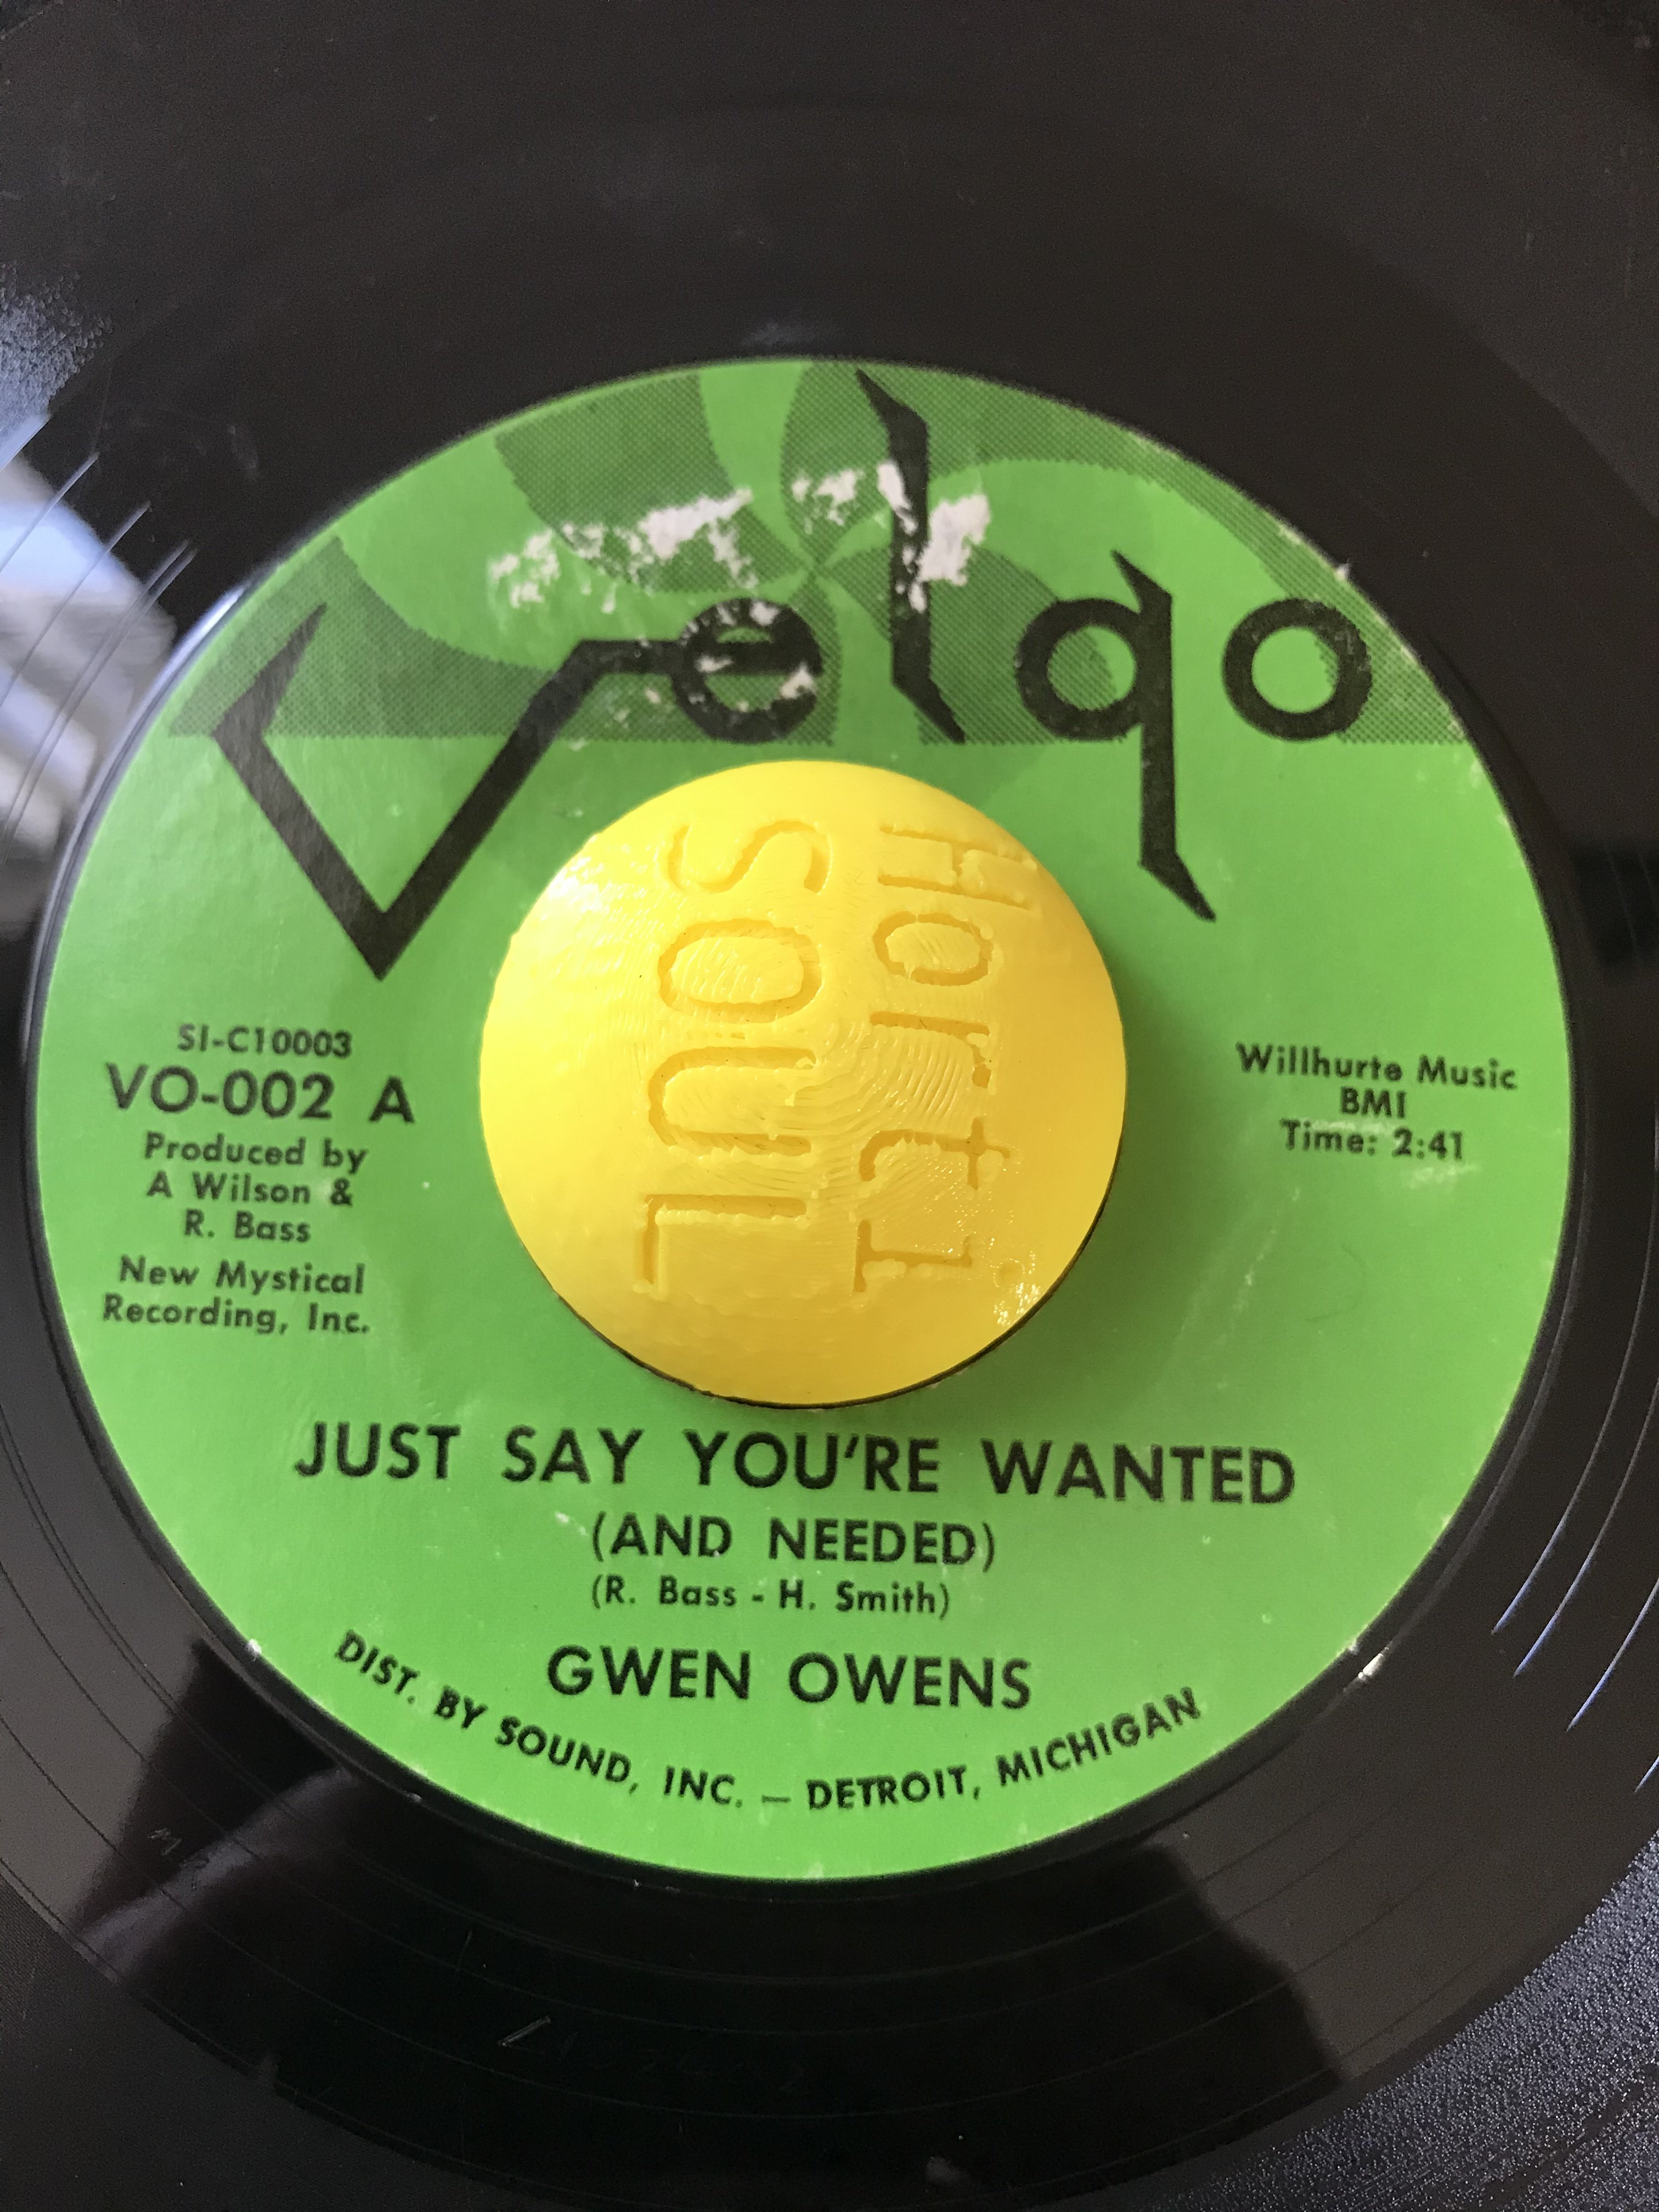 Velgo
SI-C10003
VO-002 A
Produced by
A Wilson &
R. Bass
New Mystical
Recording, Inc.
Willhurte Music
BMI
Time: 2:41
HorttI
SOUL
JUST SAY YOU'RE WANTED
(AND NEEDED)
(R. Bass - H. Smith)
GWEN OWENS
DIST. BY SOUND, INC. — DETROIT, MICHIGAN